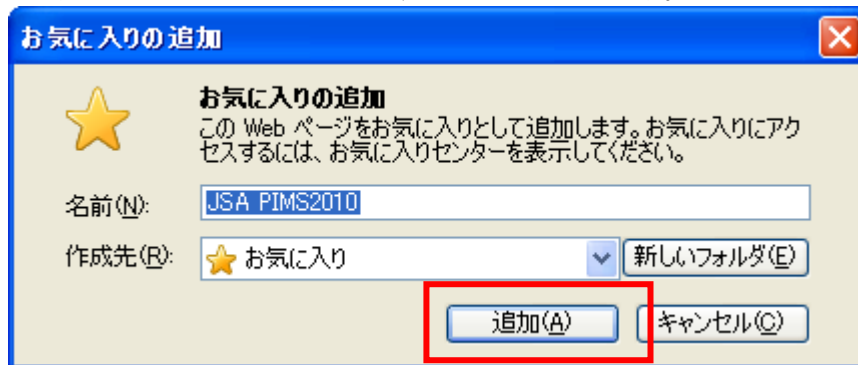 お気に入りの追加
お気に入りの追加
この Web ページをお気に入りとして追加します。お気に入りにアク
セスするには、お気に入りセンターを表示してください。
名前(N): JSA PIMS2010
作成先(R): お気に入り 新しいフォルダ(E)
追加(A) キャンセル(C)